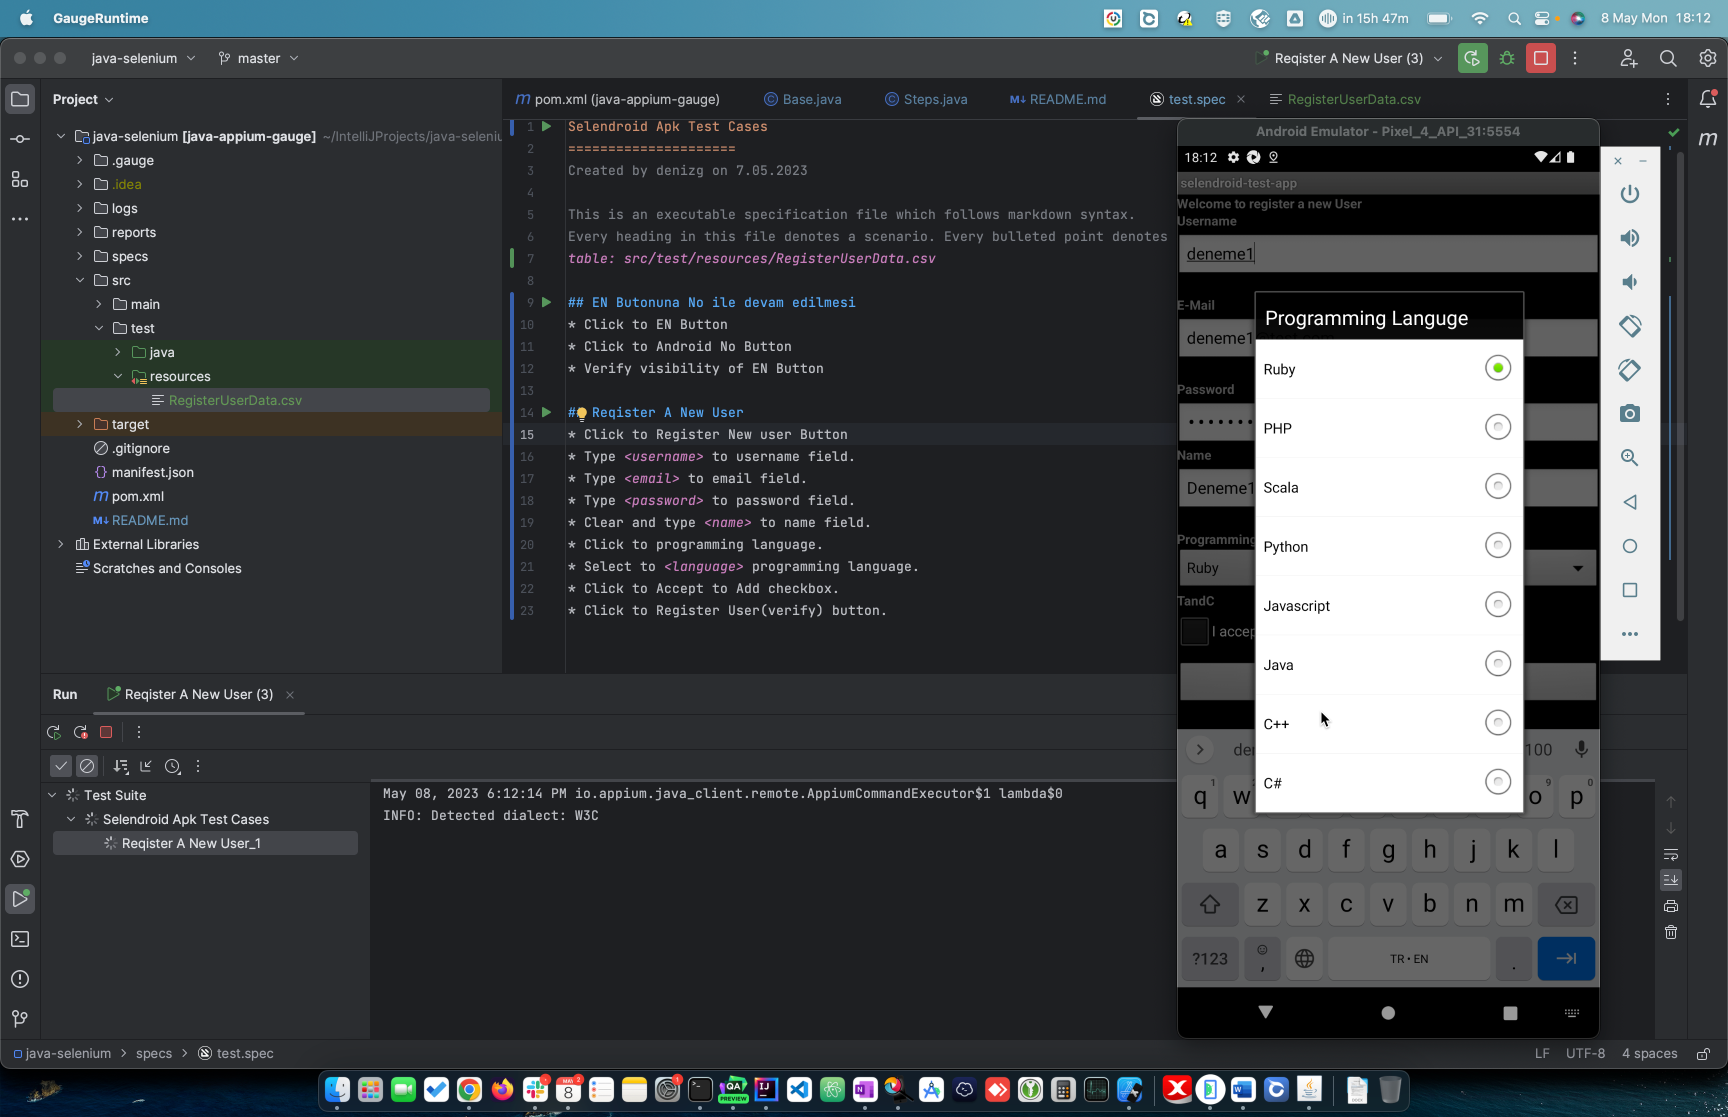 GaugeRuntime
in 15h 47m
8 May Mon 18:12
java-selenium
master
Reqister A New User (3)
Project
pom.xml (java-appium-gauge)
Base.java
Steps.java
README.md
test.spec
RegisterUserData.csv
java-selenium [java-appium-gauge] ~/IntelliJProjects/java-seleniu
.gauge
.idea
logs
reports
specs
src
main
test
java
resources
RegisterUserData.csv
target
.gitignore
manifest.json
pom.xml
README.md
External Libraries
Scratches and Consoles
1 Selendroid Apk Test Cases
2 =====================
3 Created by denizg on 7.05.2023
4
5 This is an executable specification file which follows markdown syntax.
6 Every heading in this file denotes a scenario. Every bulleted point denotes
7 table: src/test/resources/RegisterUserData.csv
8
9 ## EN Butonuna No ile devam edilmesi
10 * Click to EN Button
11 * Click to Android No Button
12 * Verify visibility of EN Button
13
14 # Reqister A New User
15 * Click to Register New user Button
16 * Type <username> to username field.
17 * Type <email> to email field.
18 * Type <password> to password field.
19 * Clear and type <name> to name field.
20 * Click to programming language.
21 * Select to <language> programming language.
22 * Click to Accept to Add checkbox.
23 * Click to Register User(verify) button.
Android Emulator - Pixel_4_API_31:5554
18:12
selendroid-test-app
Welcome to register a new User
Username
deneme1
E-Mail
deneme1
Password
Name
Deneme1
Programming
Ruby
TandC
I accep
Programming Languge
Ruby
PHP
Scala
Python
Javascript
Java
C++
C#
der
100
q 1 w o 9 p 0
a s d f g h j k l
z x c v b n m
?123 , TR • EN .
Run
Reqister A New User (3)
Test Suite
Selendroid Apk Test Cases
Reqister A New User_1
May 08, 2023 6:12:14 PM io.appium.java_client.remote.AppiumCommandExecutor$1 lambda$0
INFO: Detected dialect: W3C
java-selenium > specs > test.spec
LF UTF-8 4 spaces